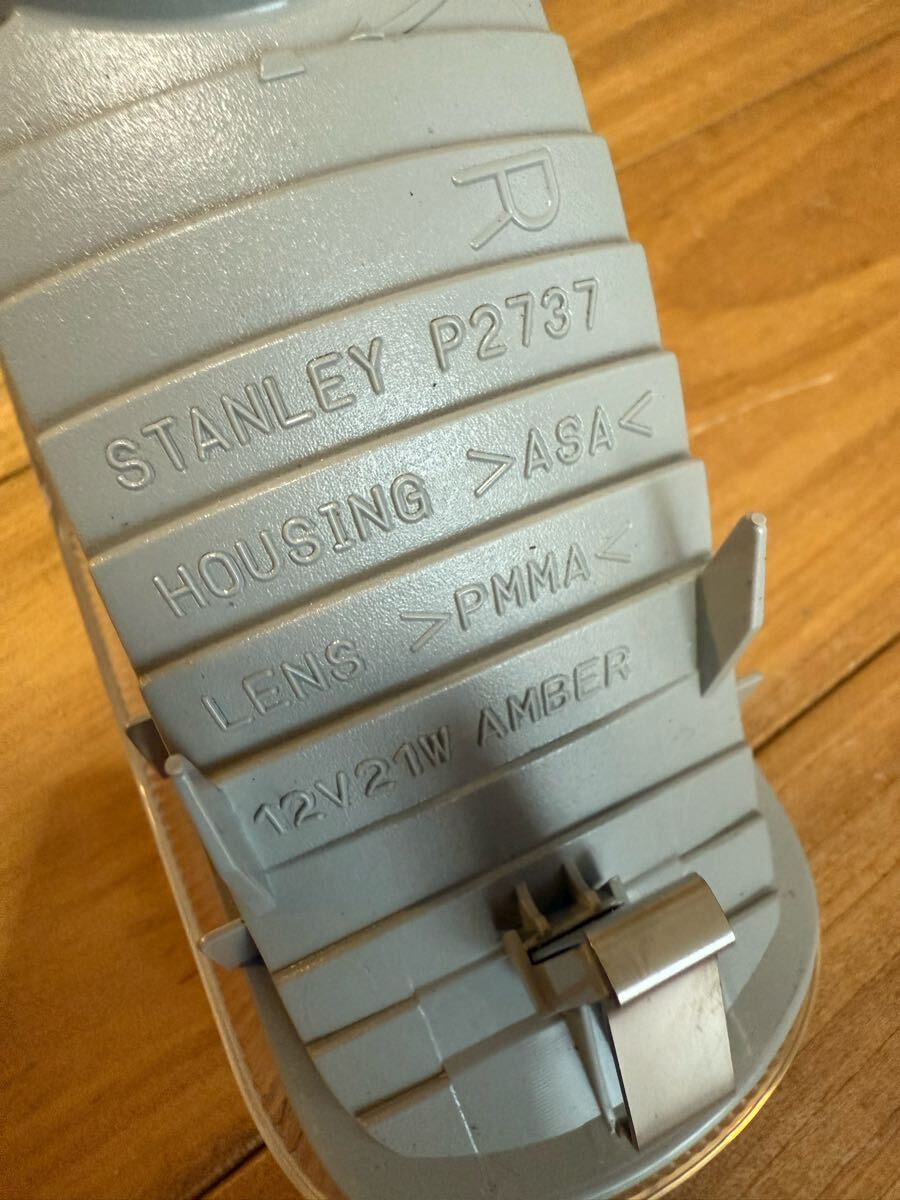 R
STANLEY P2737
HOUSING >ASA<
LENS >PMMA<
12V21W AMBER